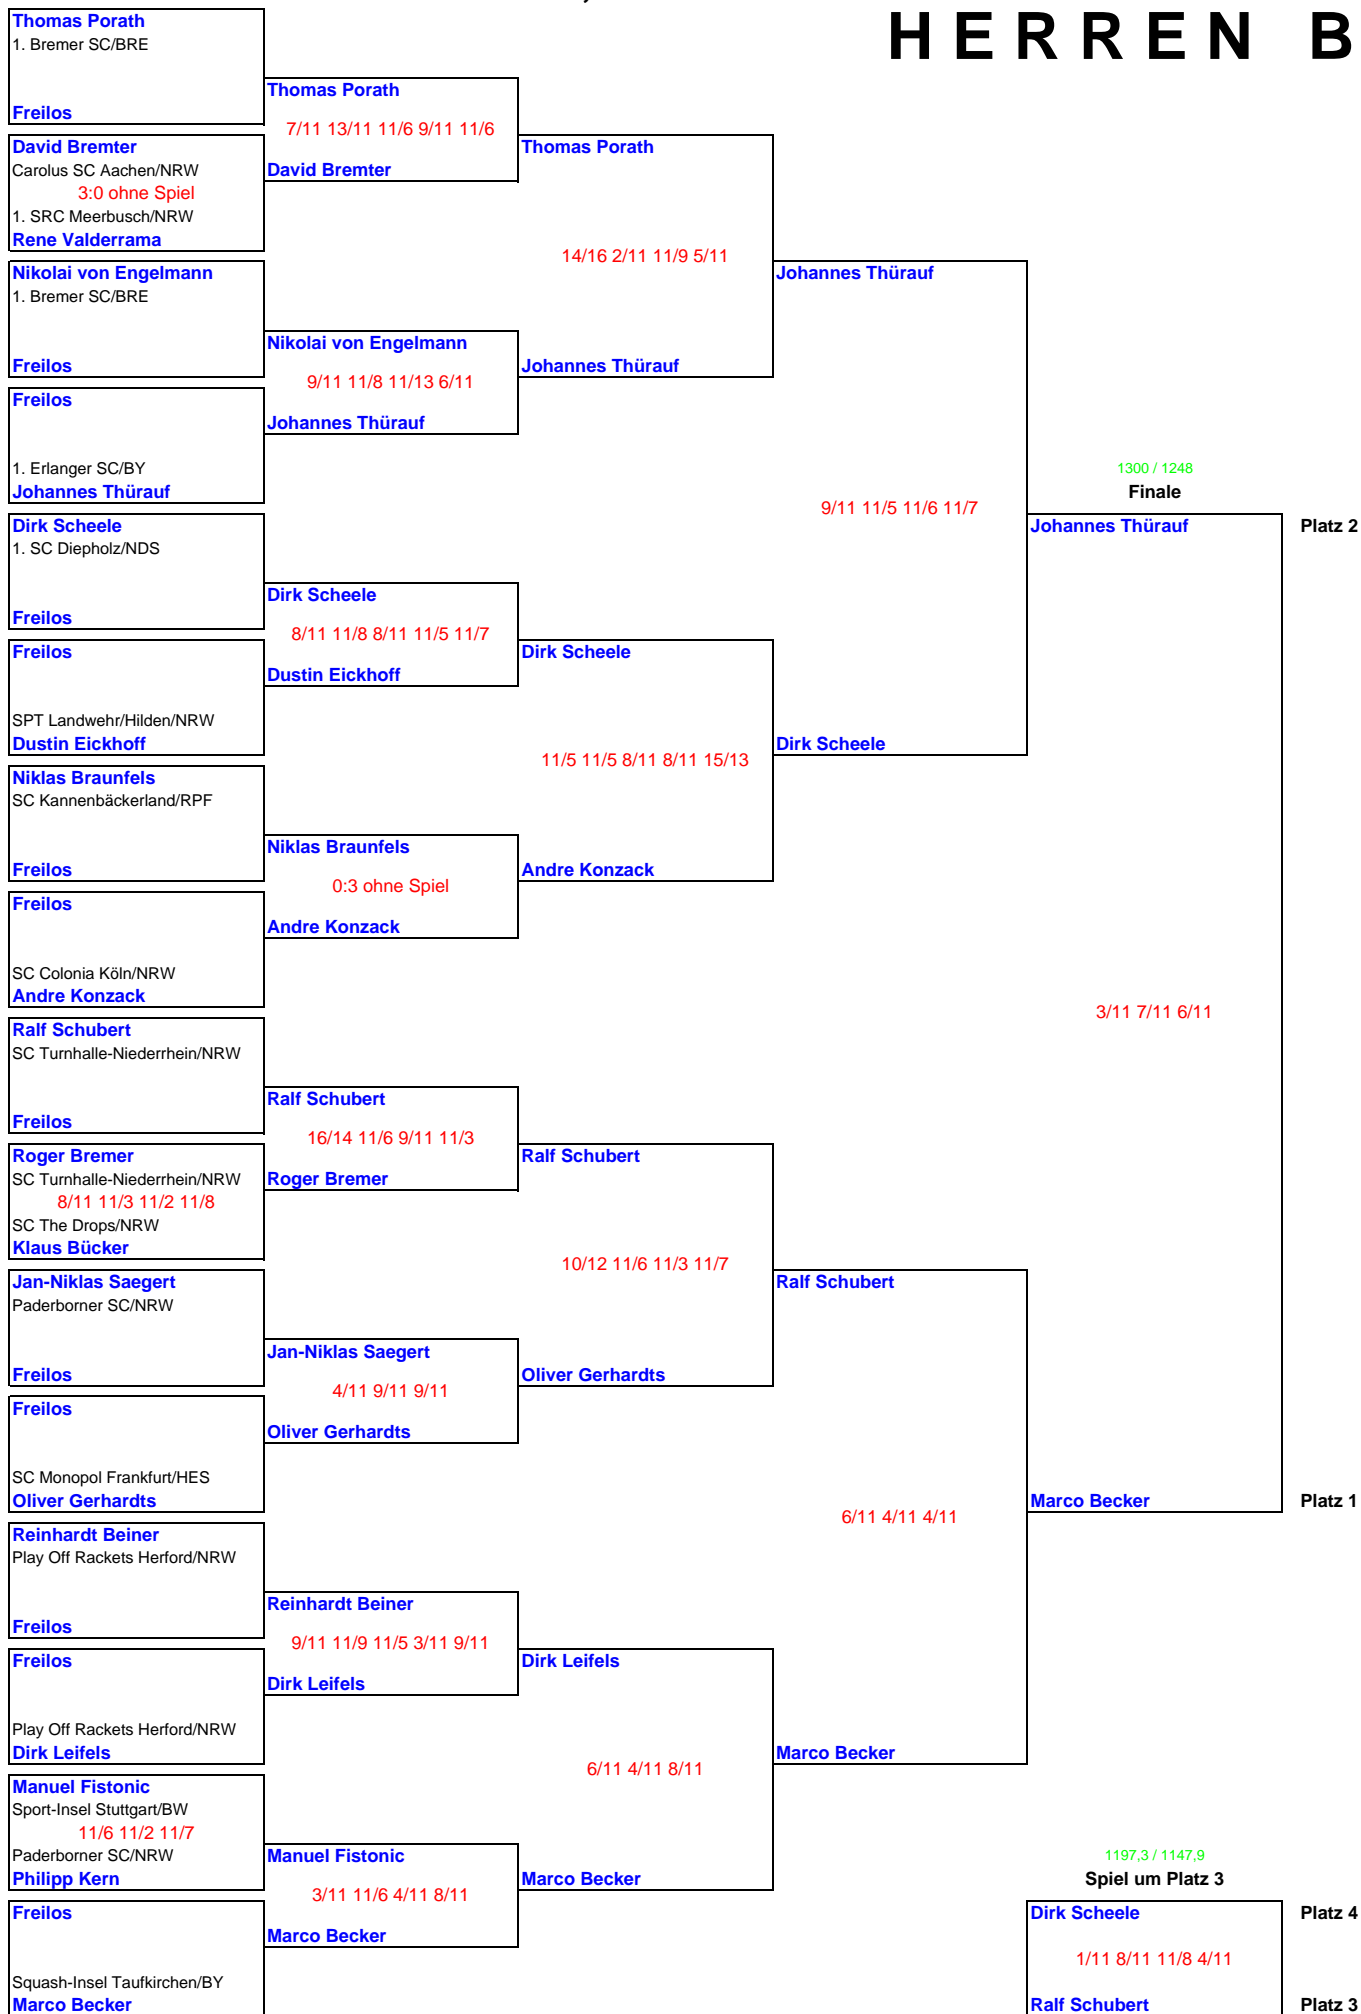 HERREN B
Thomas Porath
1. Bremer SC/BRE
Freilos
David Bremter
Carolus SC Aachen/NRW
3:0 ohne Spiel
1. SRC Meerbusch/NRW
Rene Valderrama
Nikolai von Engelmann
1. Bremer SC/BRE
Freilos
Freilos
1. Erlanger SC/BY
Johannes Thürauf
Dirk Scheele
1. SC Diepholz/NDS
Freilos
Freilos
SPT Landwehr/Hilden/NRW
Dustin Eickhoff
Niklas Braunfels
SC Kannenbäckerland/RPF
Freilos
Freilos
SC Colonia Köln/NRW
Andre Konzack
Ralf Schubert
SC Turnhalle-Niederrhein/NRW
Freilos
Roger Bremer
SC Turnhalle-Niederrhein/NRW
8/11 11/3 11/2 11/8
SC The Drops/NRW
Klaus Bücker
Jan-Niklas Saegert
Paderborner SC/NRW
Freilos
Freilos
SC Monopol Frankfurt/HES
Oliver Gerhardts
Reinhardt Beiner
Play Off Rackets Herford/NRW
Freilos
Freilos
Play Off Rackets Herford/NRW
Dirk Leifels
Manuel Fistonic
Sport-Insel Stuttgart/BW
11/6 11/2 11/7
Paderborner SC/NRW
Philipp Kern
Freilos
Squash-Insel Taufkirchen/BY
Marco Becker
Thomas Porath
7/11 13/11 11/6 9/11 11/6
David Bremter
Nikolai von Engelmann
9/11 11/8 11/13 6/11
Johannes Thürauf
Dirk Scheele
8/11 11/8 8/11 11/5 11/7
Dustin Eickhoff
Niklas Braunfels
0:3 ohne Spiel
Andre Konzack
Ralf Schubert
16/14 11/6 9/11 11/3
Roger Bremer
Jan-Niklas Saegert
4/11 9/11 9/11
Oliver Gerhardts
Reinhardt Beiner
9/11 11/9 11/5 3/11 9/11
Dirk Leifels
Manuel Fistonic
3/11 11/6 4/11 8/11
Marco Becker
Thomas Porath
14/16 2/11 11/9 5/11
Johannes Thürauf
Dirk Scheele
11/5 11/5 8/11 8/11 15/13
Andre Konzack
Ralf Schubert
10/12 11/6 11/3 11/7
Oliver Gerhardts
Dirk Leifels
6/11 4/11 8/11
Marco Becker
Johannes Thürauf
9/11 11/5 11/6 11/7
Dirk Scheele
Ralf Schubert
6/11 4/11 4/11
Marco Becker
1300 / 1248
Finale
Johannes Thürauf Platz 2
3/11 7/11 6/11
Marco Becker Platz 1
1197,3 / 1147,9
Spiel um Platz 3
Dirk Scheele Platz 4
1/11 8/11 11/8 4/11
Ralf Schubert Platz 3